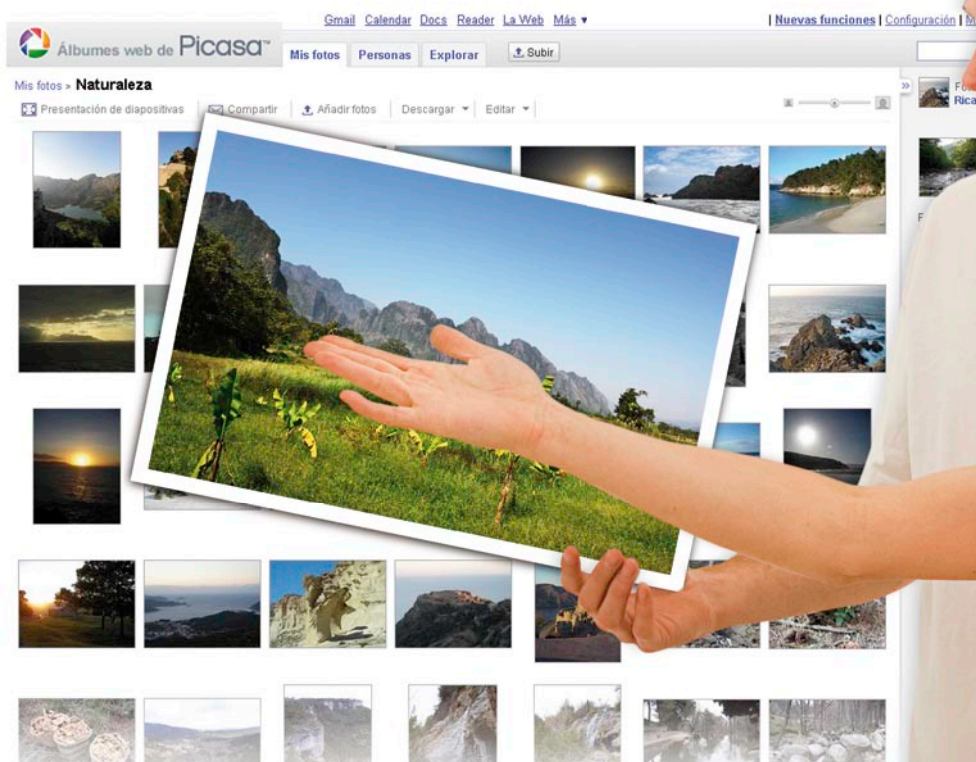 Gmail Calendar Docs Reader La Web Más ▼ | Nuevas funciones | Configuración |
Álbumes web de Picasa™
Mis fotos Personas Explorar Subir
Mis fotos » Naturaleza
Presentación de diapositivas Compartir Añadir fotos Descargar ▼ Editar ▼